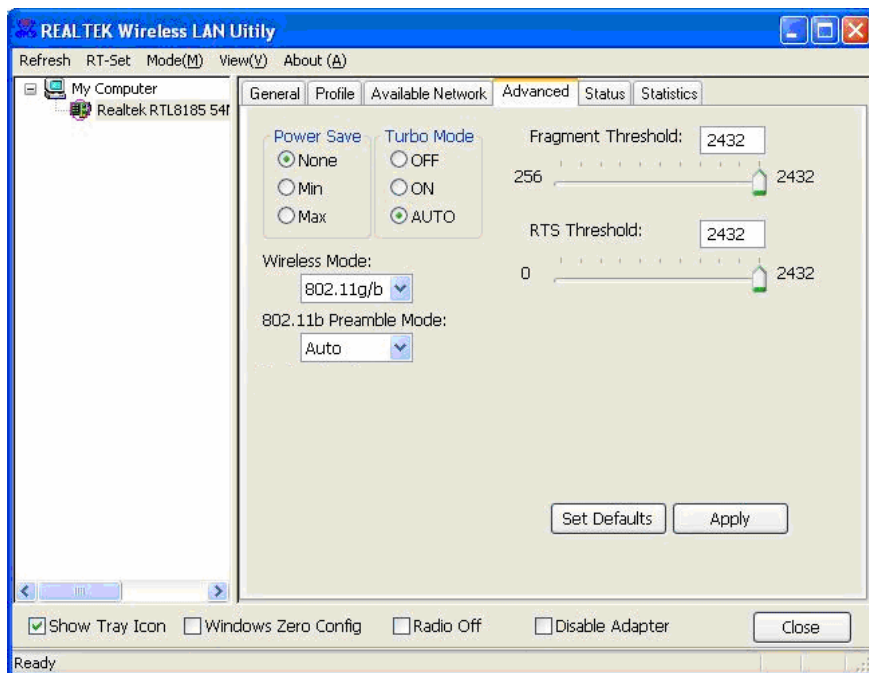 REALTEK Wireless LAN Uitily
Refresh RT-Set Mode(M) View(V) About (A)
My Computer
Realtek RTL8185 54M
General Profile Available Network Advanced Status Statistics
Power Save
None
Min
Max
Turbo Mode
OFF
ON
AUTO
Wireless Mode:
802.11g/b
802.11b Preamble Mode:
Auto
Fragment Threshold: 2432
256 2432
RTS Threshold: 2432
0 2432
Set Defaults Apply
Show Tray Icon Windows Zero Config Radio Off Disable Adapter Close
Ready